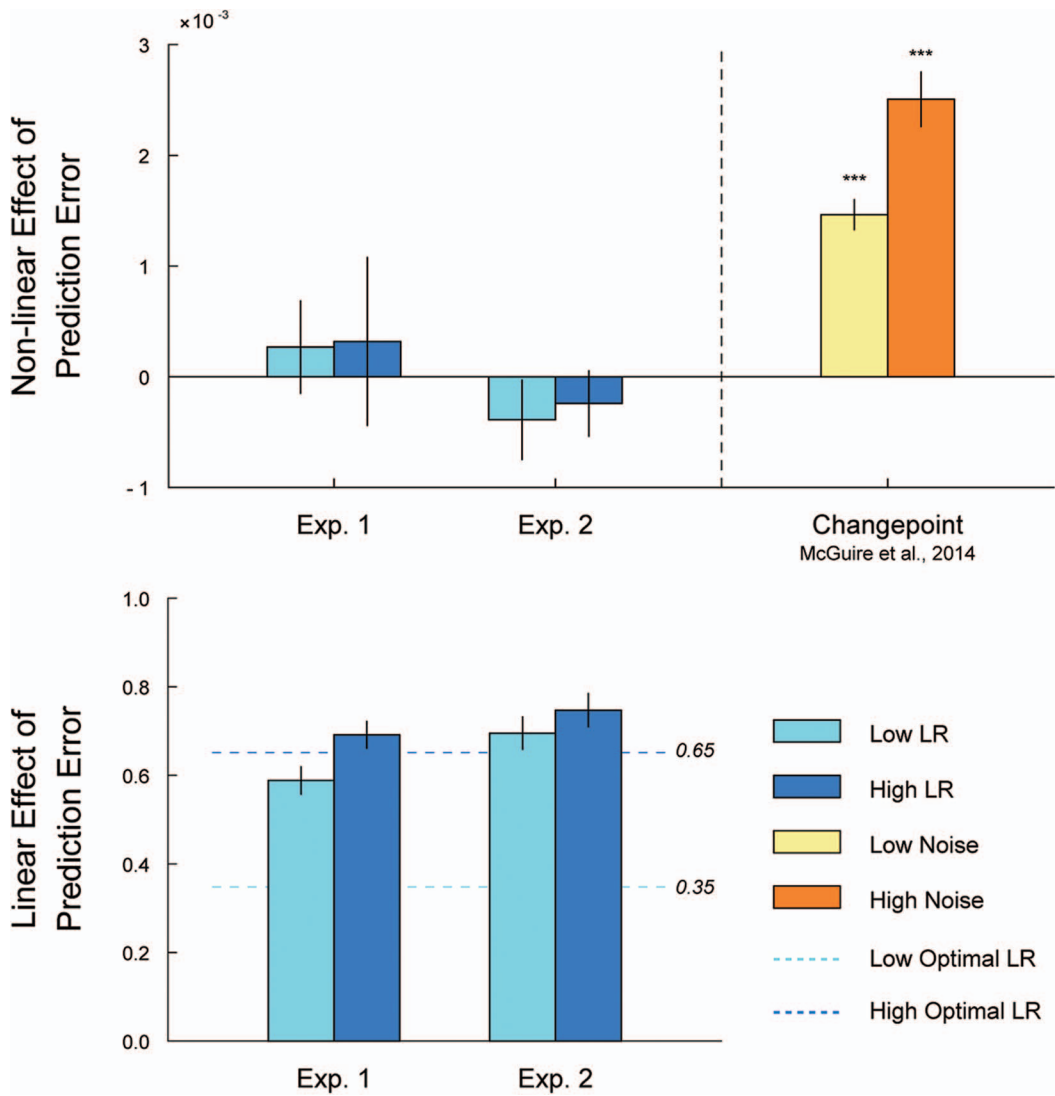 ×10⁻³
Non-linear Effect of
Prediction Error
3
2
1
0
- 1
***
***
Exp. 1
Exp. 2
Changepoint
McGuire et al., 2014
Linear Effect of
Prediction Error
1.0
0.8
0.6
0.4
0.2
0.0
0.65
0.35
Exp. 1
Exp. 2
Low LR
High LR
Low Noise
High Noise
Low Optimal LR
High Optimal LR